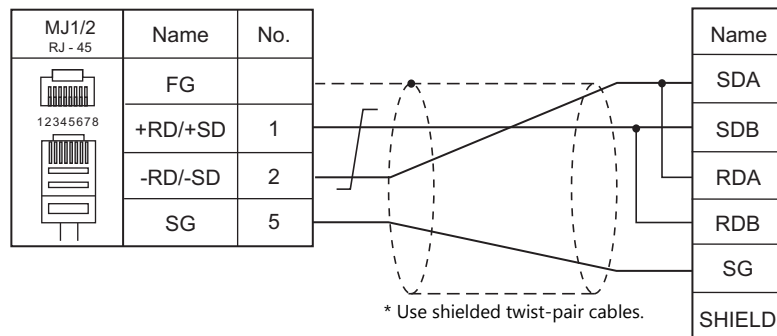 MJ1/2
RJ - 45
Name
No.
12345678
FG
+RD/+SD
1
-RD/-SD
2
SG
5
* Use shielded twist-pair cables.
Name
SDA
SDB
RDA
RDB
SG
SHIELD